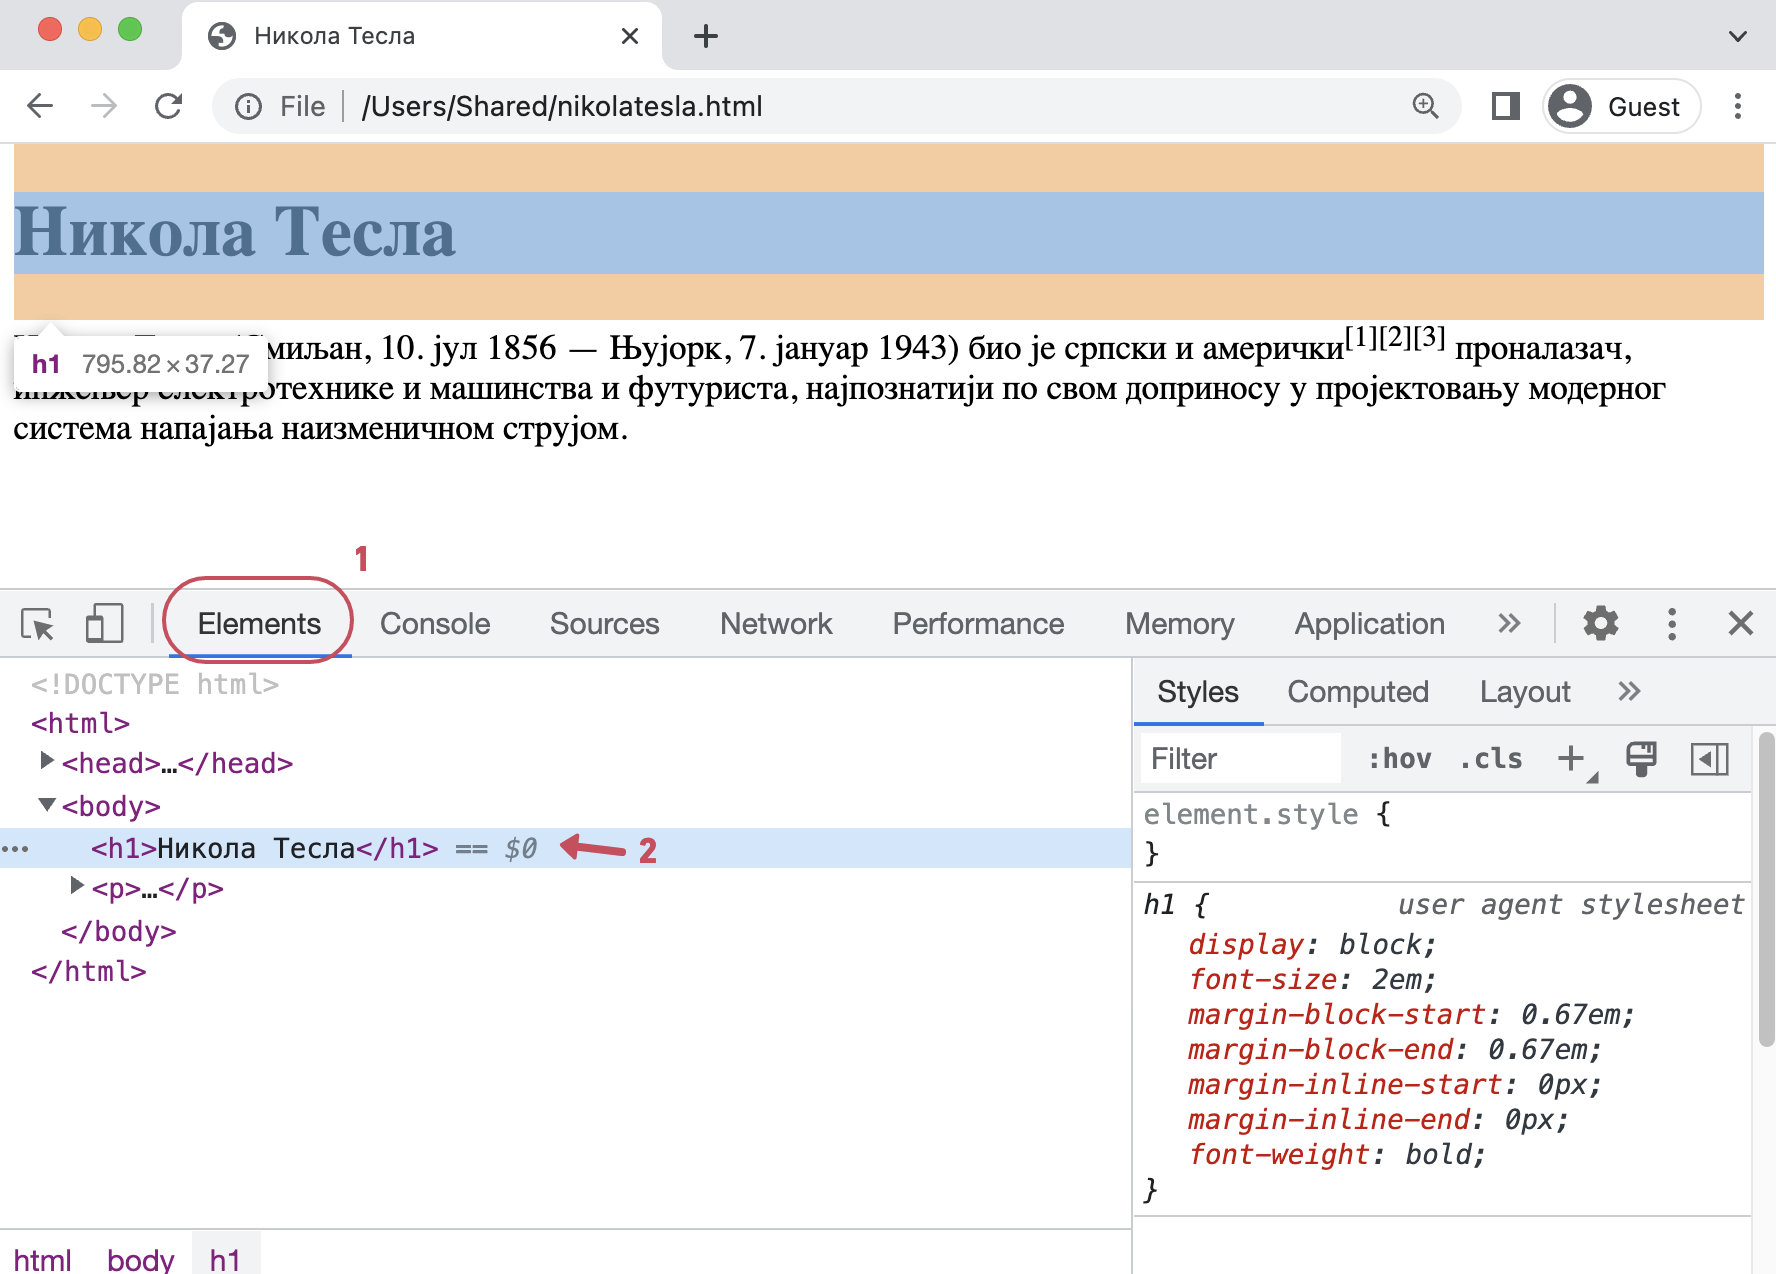 Никола Тесла
File /Users/Shared/nikolatesla.html
Guest
Никола Тесла
h1 795.82×37.27
миљан, 10. јул 1856 — Њујорк, 7. јануар 1943) био је српски и амерички[1][2][3] проналазач,
инжењер електротехнике и машинства и футуриста, најпознатији по свом доприносу у пројектовању модерног
система напајања наизменичном струјом.
1
Elements Console Sources Network Performance Memory Application »
<!DOCTYPE html>
<html>
<head>…</head>
<body>
<h1>Никола Тесла</h1> == $0
2
<p>…</p>
</body>
</html>
html body h1
Styles Computed Layout »
Filter :hov .cls +
element.style {
}
h1 { user agent stylesheet
display: block;
font-size: 2em;
margin-block-start: 0.67em;
margin-block-end: 0.67em;
margin-inline-start: 0px;
margin-inline-end: 0px;
font-weight: bold;
}